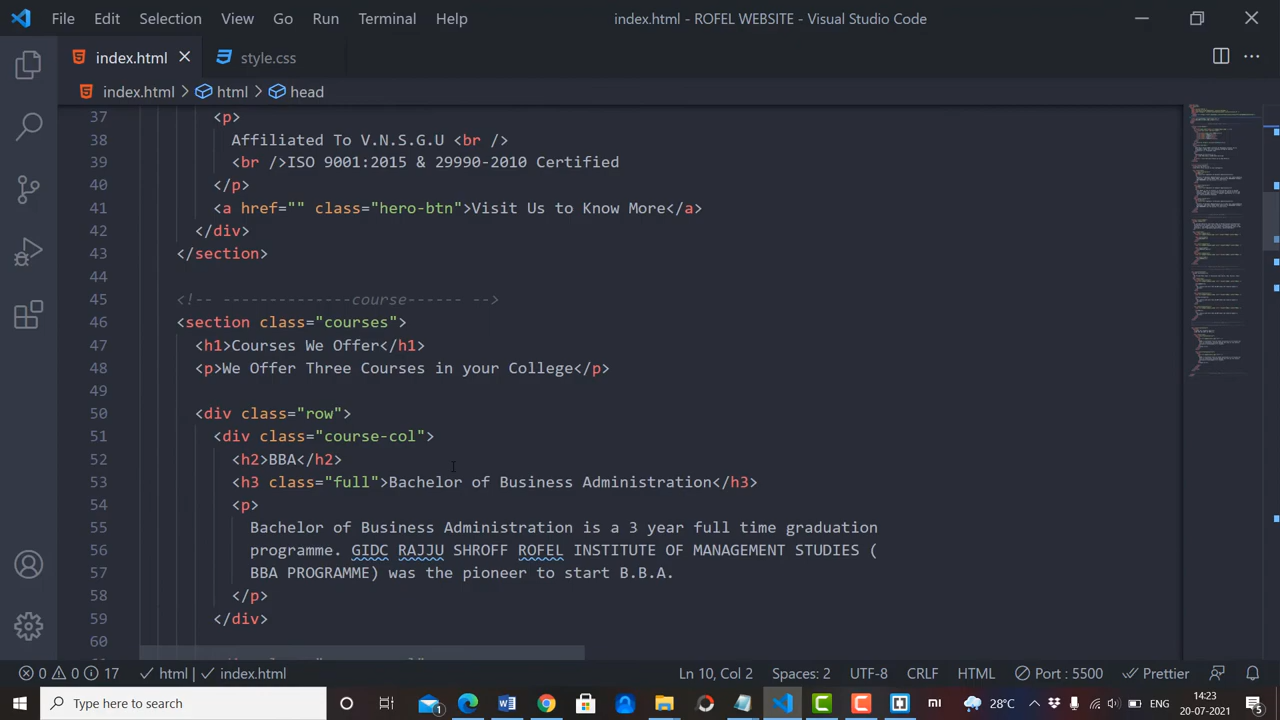 File Edit Selection View Go Run Terminal Help index.html - ROFEL WEBSITE - Visual Studio Code
index.html style.css
index.html > html > head
37 <p>
38 Affiliated To V.N.S.G.U <br />
39 <br />ISO 9001:2015 & 29990-2010 Certified
40 </p>
41 <a href="" class="hero-btn">Visit Us to Know More</a>
42 </div>
43 </section>
44
45 <!-- --------------course------ -->
46 <section class="courses">
47 <h1>Courses We Offer</h1>
48 <p>We Offer Three Courses in your College</p>
49
50 <div class="row">
51 <div class="course-col">
52 <h2>BBA</h2>
53 <h3 class="full">Bachelor of Business Administration</h3>
54 <p>
55 Bachelor of Business Administration is a 3 year full time graduation
56 programme. GIDC RAJJU SHROFF ROFEL INSTITUTE OF MANAGEMENT STUDIES (
57 BBA PROGRAMME) was the pioneer to start B.B.A.
58 </p>
59 </div>
60
0 0 17 html index.html Ln 10, Col 2 Spaces: 2 UTF-8 CRLF HTML Port : 5500 Prettier
Type here to search 1 mi 28°C 14:23
20-07-2021 5